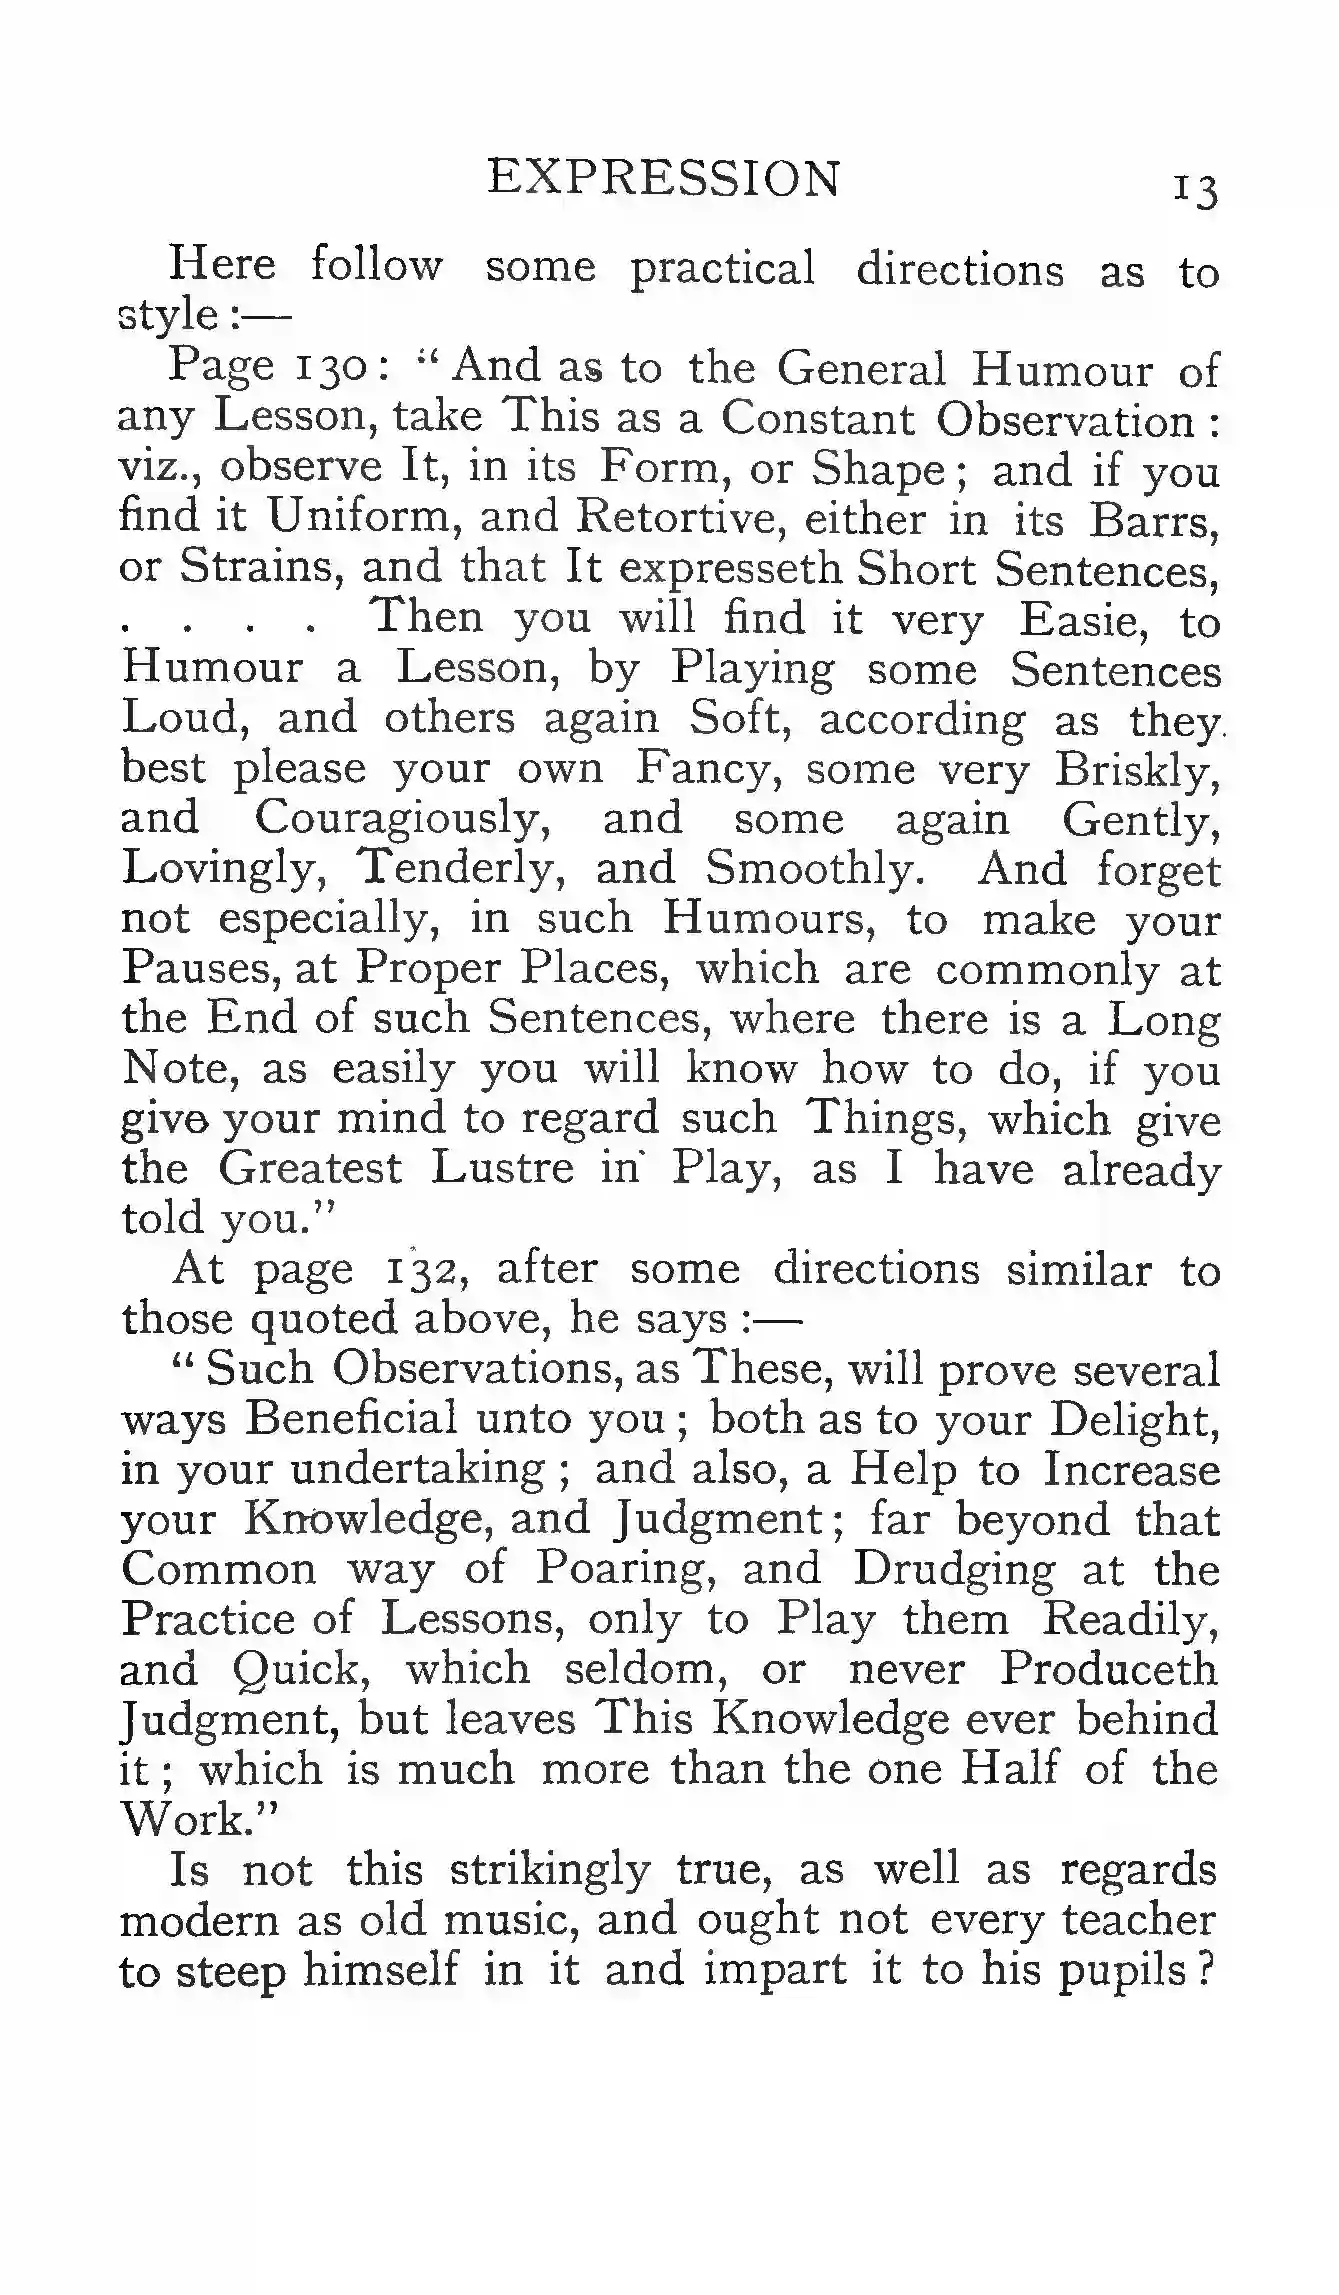 EXPRESSION 13
Here follow some practical directions as to
style :—
Page 130 : “ And as to the General Humour of
any Lesson, take This as a Constant Observation :
viz., observe It, in its Form, or Shape ; and if you
find it Uniform, and Retortive, either in its Barrs,
or Strains, and that It expresseth Short Sentences,
. . . . Then you will find it very Easie, to
Humour a Lesson, by Playing some Sentences
Loud, and others again Soft, according as they
best please your own Fancy, some very Briskly,
and Couragiously, and some again Gently,
Lovingly, Tenderly, and Smoothly. And forget
not especially, in such Humours, to make your
Pauses, at Proper Places, which are commonly at
the End of such Sentences, where there is a Long
Note, as easily you will know how to do, if you
give your mind to regard such Things, which give
the Greatest Lustre in Play, as I have already
told you.”
At page 132, after some directions similar to
those quoted above, he says :—
“ Such Observations, as These, will prove several
ways Beneficial unto you ; both as to your Delight,
in your undertaking ; and also, a Help to Increase
your Knowledge, and Judgment ; far beyond that
Common way of Poaring, and Drudging at the
Practice of Lessons, only to Play them Readily,
and Quick, which seldom, or never Produceth
Judgment, but leaves This Knowledge ever behind
it ; which is much more than the one Half of the
Work.”
Is not this strikingly true, as well as regards
modern as old music, and ought not every teacher
to steep himself in it and impart it to his pupils ?